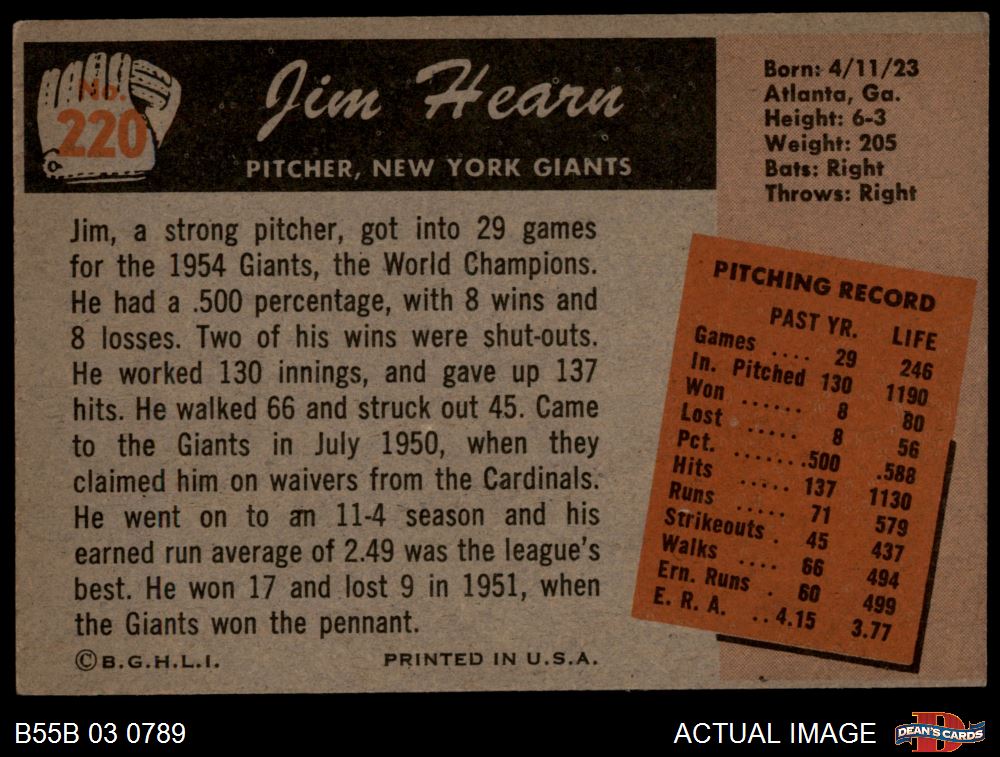 No.
220
Jim Hearn
PITCHER, NEW YORK GIANTS
Born: 4/11/23
Atlanta, Ga.
Height: 6-3
Weight: 205
Bats: Right
Throws: Right
Jim, a strong pitcher, got into 29 games
for the 1954 Giants, the World Champions.
He had a .500 percentage, with 8 wins and
8 losses. Two of his wins were shut-outs.
He worked 130 innings, and gave up 137
hits. He walked 66 and struck out 45. Came
to the Giants in July 1950, when they
claimed him on waivers from the Cardinals.
He went on to an 11-4 season and his
earned run average of 2.49 was the league's
best. He won 17 and lost 9 in 1951, when
the Giants won the pennant.
©B.G.H.L.I. PRINTED IN U.S.A.
PITCHING RECORD
PAST YR. LIFE
Games .... 29 246
In. Pitched 130 1190
Won ...... 8 80
Lost ..... 8 56
Pct. .......500 .588
Hits ..... 137 1130
Runs .... 71 579
Strikeouts . 45 437
Walks .... 66 494
Ern. Runs . 60 499
E. R. A. ..4.15 3.77
B55B 03 0789
ACTUAL IMAGE
D
DEAN'S CARDS